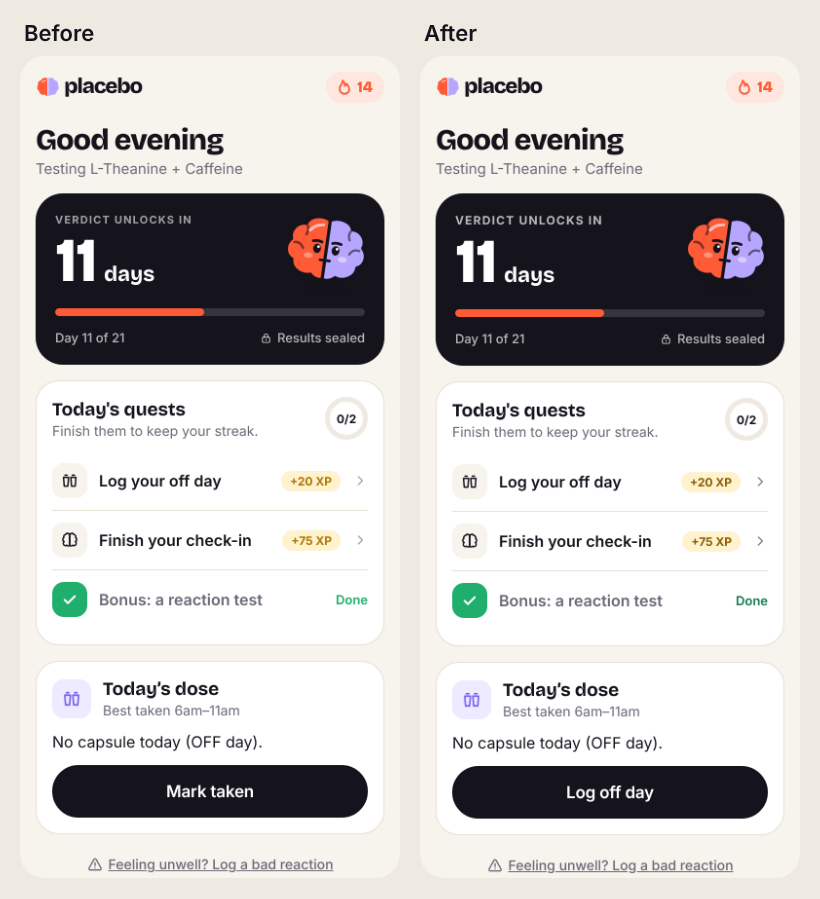 Before
placebo
14
Good evening
Testing L-Theanine + Caffeine
VERDICT UNLOCKS IN
11 days
Day 11 of 21
Results sealed
Today's quests
Finish them to keep your streak.
0/2
Log your off day
+20 XP
Finish your check-in
+75 XP
Bonus: a reaction test
Done
Today's dose
Best taken 6am–11am
No capsule today (OFF day).
Mark taken
Feeling unwell? Log a bad reaction
After
placebo
14
Good evening
Testing L-Theanine + Caffeine
VERDICT UNLOCKS IN
11 days
Day 11 of 21
Results sealed
Today's quests
Finish them to keep your streak.
0/2
Log your off day
+20 XP
Finish your check-in
+75 XP
Bonus: a reaction test
Done
Today's dose
Best taken 6am–11am
No capsule today (OFF day).
Log off day
Feeling unwell? Log a bad reaction